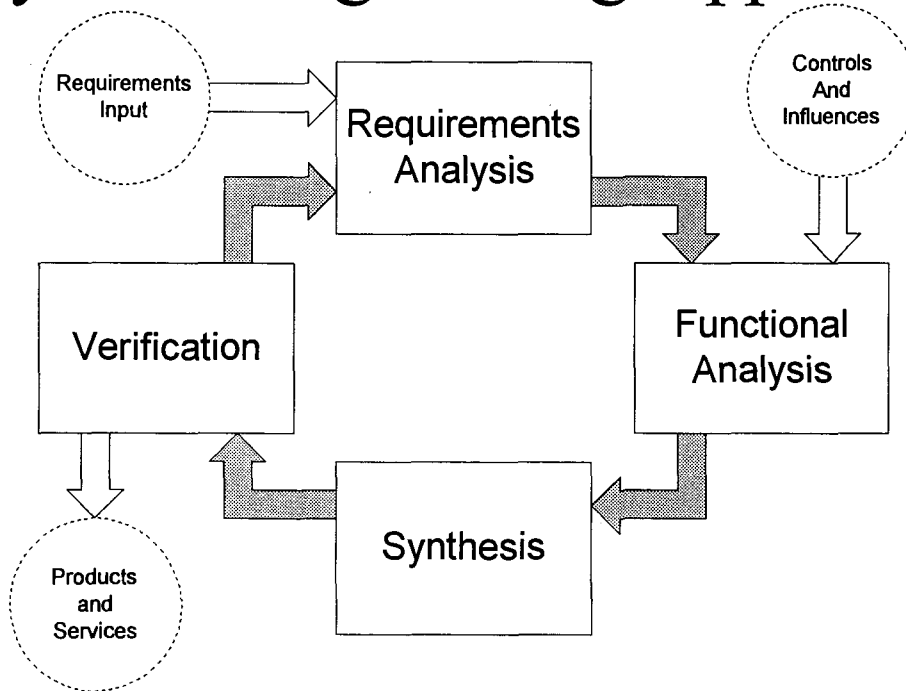 Requirements
Input
Requirements
Analysis
Controls
And
Influences
Verification
Functional
Analysis
Synthesis
Products
and
Services